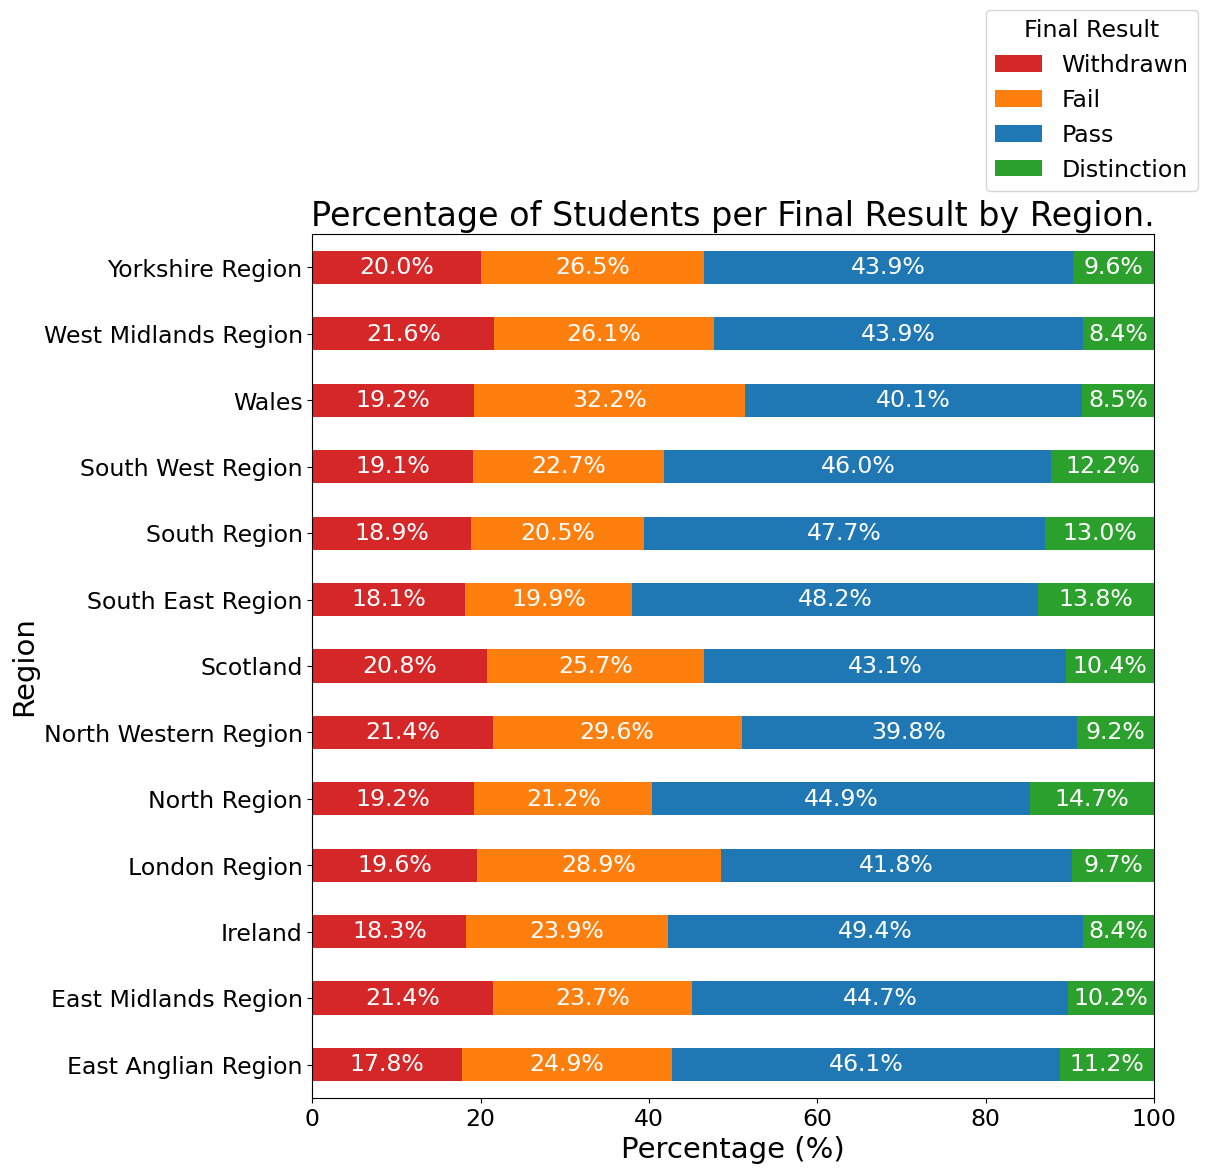 Final Result
Withdrawn
Fail
Pass
Distinction
Percentage of Students per Final Result by Region.
Yorkshire Region 20.0% 26.5% 43.9% 9.6%
West Midlands Region 21.6% 26.1% 43.9% 8.4%
Wales 19.2% 32.2% 40.1% 8.5%
South West Region 19.1% 22.7% 46.0% 12.2%
South Region 18.9% 20.5% 47.7% 13.0%
South East Region 18.1% 19.9% 48.2% 13.8%
Scotland 20.8% 25.7% 43.1% 10.4%
North Western Region 21.4% 29.6% 39.8% 9.2%
North Region 19.2% 21.2% 44.9% 14.7%
London Region 19.6% 28.9% 41.8% 9.7%
Ireland 18.3% 23.9% 49.4% 8.4%
East Midlands Region 21.4% 23.7% 44.7% 10.2%
East Anglian Region 17.8% 24.9% 46.1% 11.2%
Region
0 20 40 60 80 100
Percentage (%)